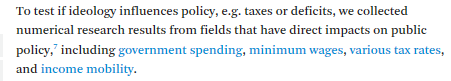 To test if ideology influences policy, e.g. taxes or deficits, we collected
numerical research results from fields that have direct impacts on public
policy,⁷ including government spending, minimum wages, various tax rates,
and income mobility.